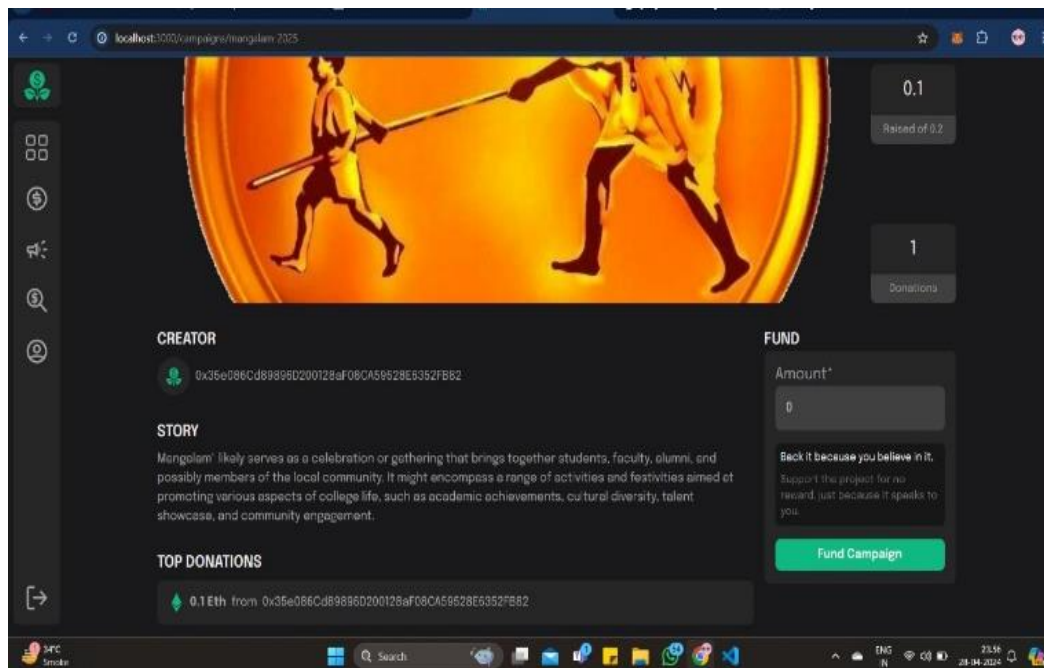 localhost:3000/campaigns/mangalam-2025
0.1
Raised of 0.2
1
Donations
CREATOR
FUND
Amount*
0
STORY
Mangalam' likely serves as a celebration or gathering that brings together students, faculty, alumni, and
possibly members of the local community. It might encompass a range of activities and festivities aimed at
promoting various aspects of college life, such as academic achievements, cultural diversity, talent
showcase, and community engagement.
Back it because you believe in it.
Support the project for no
reward, just because it speaks to
you.
Fund Campaign
TOP DONATIONS
0.1 Eth from
34°C
Smoke
Search
ENG
IN
23:56
28-04-2024